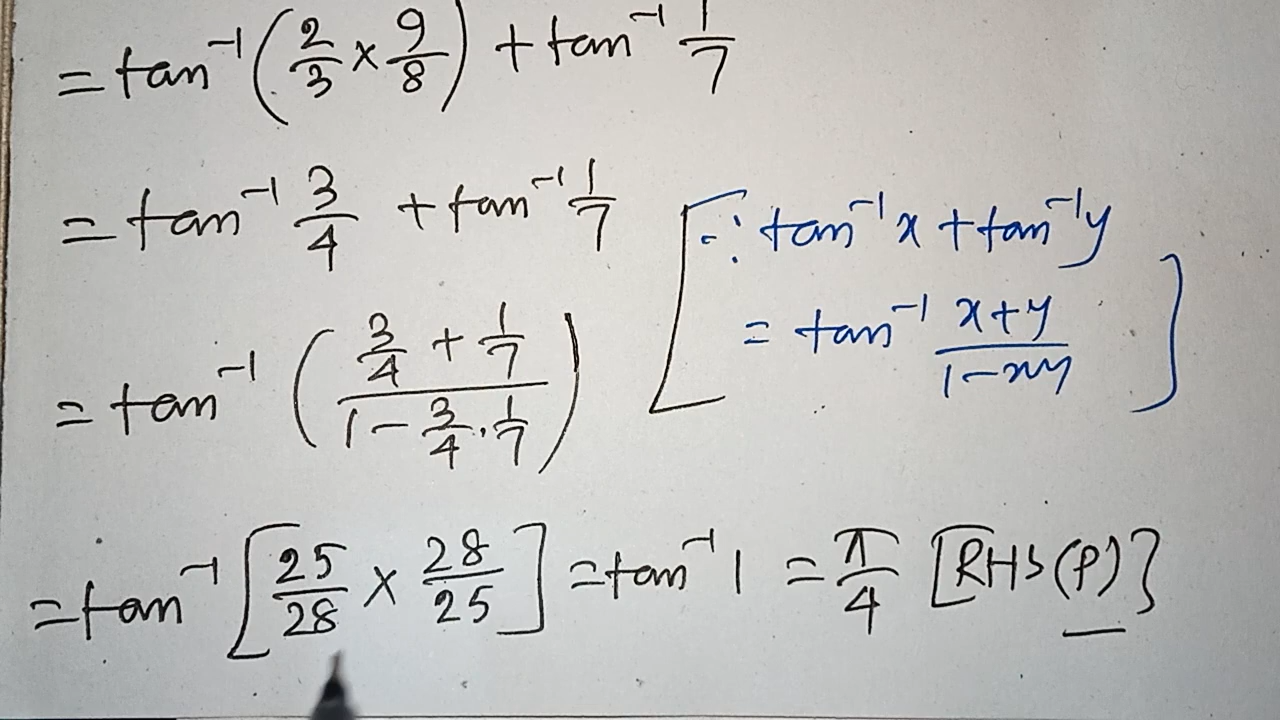 = tan⁻¹(2/3 × 9/8) + tan⁻¹ 1/7
= tan⁻¹ 3/4 + tan⁻¹ 1/7 [∵ tan⁻¹x + tan⁻¹y
= tan⁻¹ (x+y)/(1-xy)]
= tan⁻¹ ((3/4 + 1/7)/(1 - 3/4 · 1/7))
= tan⁻¹ [25/28 × 28/25] = tan⁻¹ 1 = π/4 [RHS (P)]